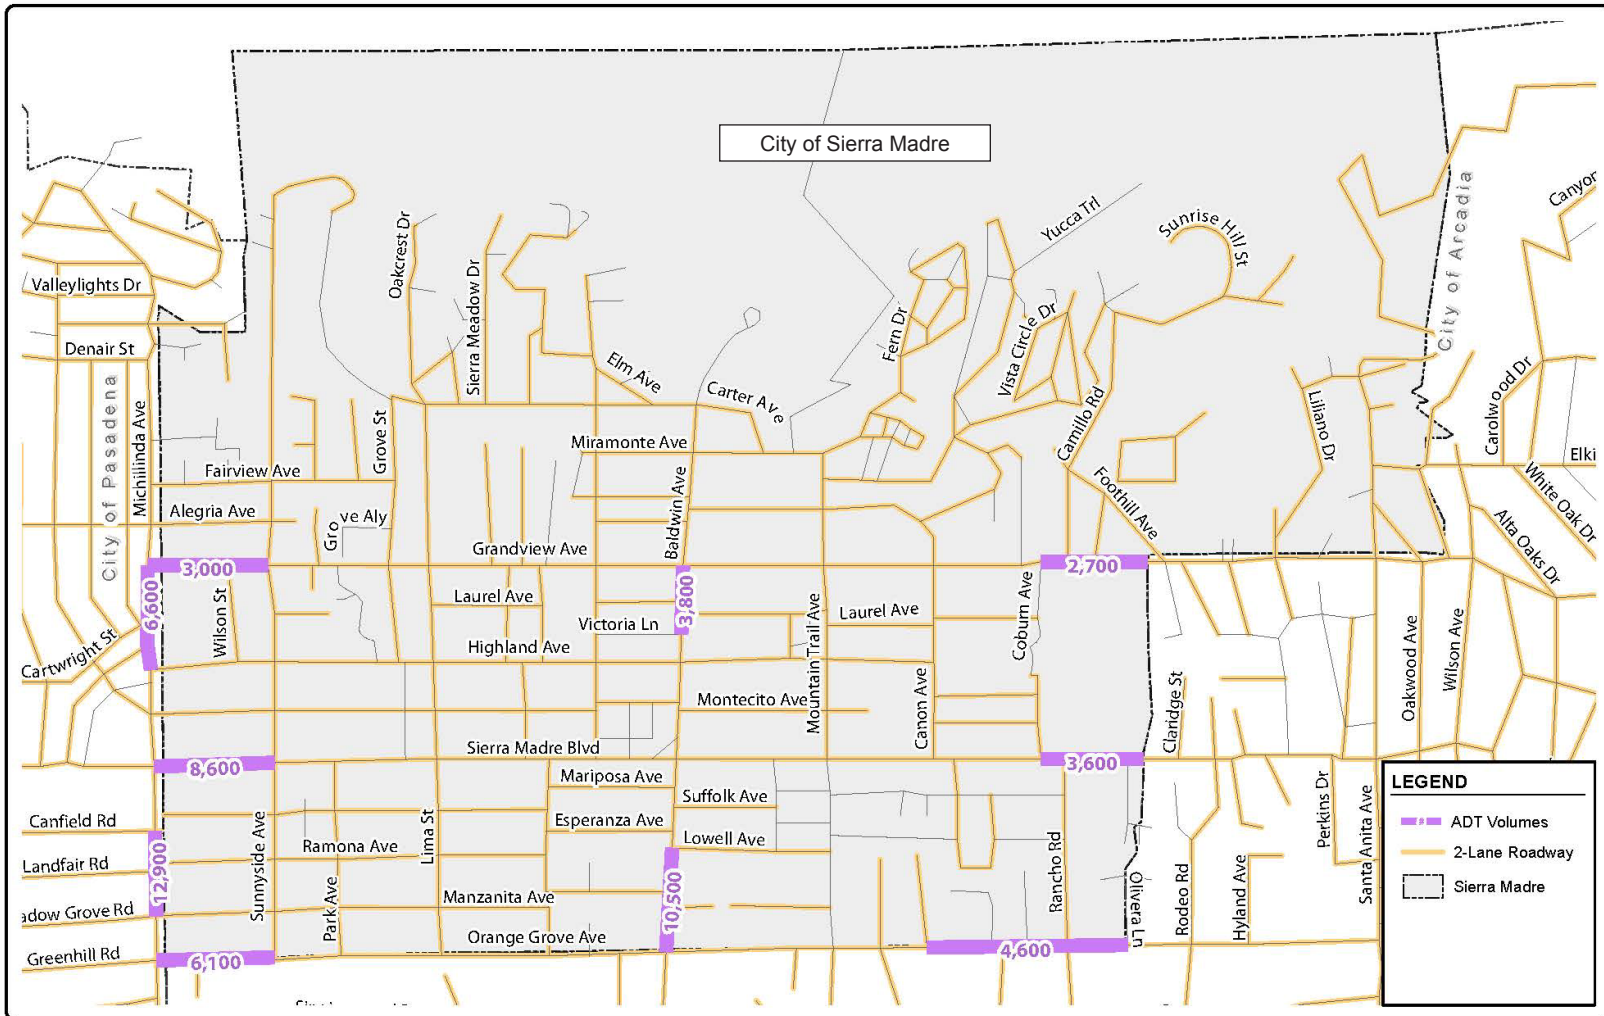 City of Sierra Madre
City of Arcadia
Canyon
Yucca Trl
Sunrise Hill St
Oakcrest Dr
Sierra Meadow Dr
Valleylights Dr
Denair St
City of Pasadena
Michillinda Ave
Fern Dr
Vista Circle Dr
Elm Ave
Carter Ave
Camillo Rd
Liliano Dr
Carolwood Dr
Grove St
Miramonte Ave
Fairview Ave
Baldwin Ave
Foothill Ave
Elki
White Oak Dr
Alegria Ave
Grove Aly
Alta Oaks Dr
Grandview Ave
3,000
2,700
6,600
3,800
Wilson St
Laurel Ave
Laurel Ave
Victoria Ln
Highland Ave
Mountain Trail Ave
Coburn Ave
Cartwright St
Oakwood Ave
Wilson Ave
Montecito Ave
Canon Ave
Claridge St
Sierra Madre Blvd
8,600
3,600
Mariposa Ave
Suffolk Ave
Esperanza Ave
Lowell Ave
Canfield Rd
Landfair Rd
adow Grove Rd
Greenhill Rd
12,900
Sunnyside Ave
Ramona Ave
Lima St
Park Ave
Manzanita Ave
Orange Grove Ave
10,500
6,100
4,600
Rancho Rd
Olivera Ln
Rodeo Rd
Hyland Ave
Perkins Dr
Santa Anita Ave
LEGEND
ADT Volumes
2-Lane Roadway
Sierra Madre